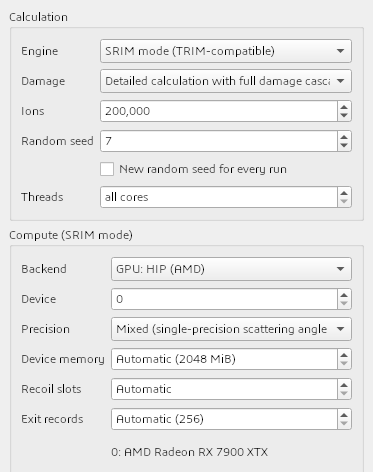 Calculation
Engine SRIM mode (TRIM-compatible)
Damage Detailed calculation with full damage casca
Ions 200,000
Random seed 7
New random seed for every run
Threads all cores
Compute (SRIM mode)
Backend GPU: HIP (AMD)
Device 0
Precision Mixed (single-precision scattering angle
Device memory Automatic (2048 MiB)
Recoil slots Automatic
Exit records Automatic (256)
0: AMD Radeon RX 7900 XTX